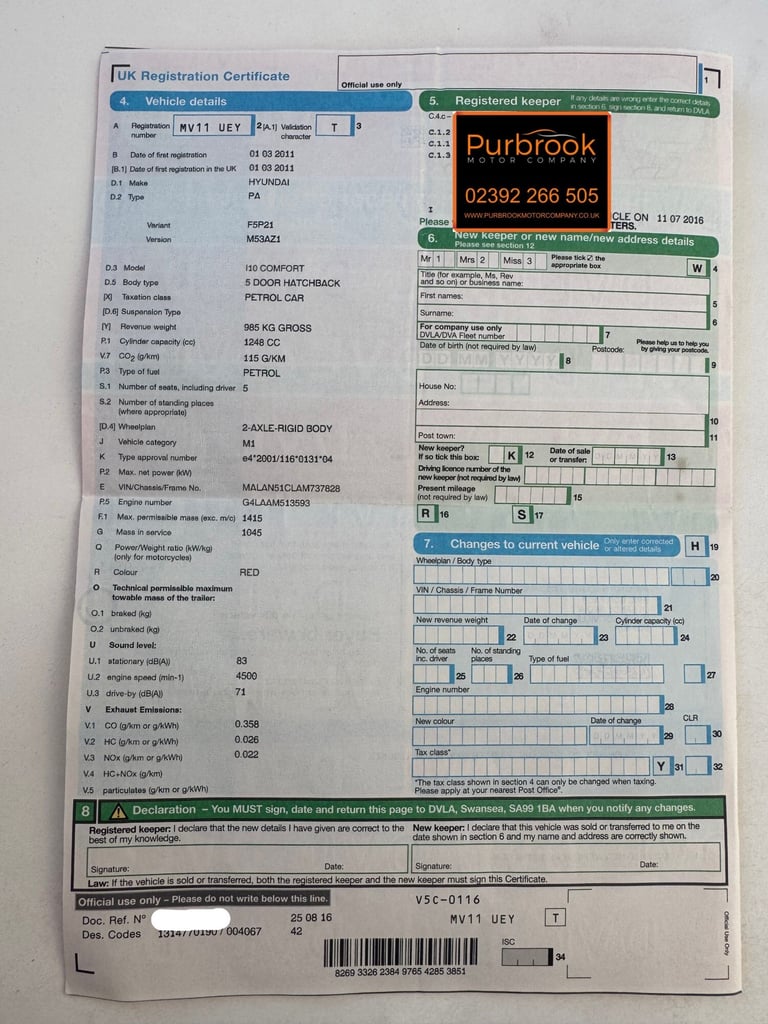 UK Registration Certificate
Official use only
1
4. Vehicle details
A Registration number MV11 UEY 2 [A.1] Validation character T 3
B Date of first registration 01 03 2011
[B.1] Date of first registration in the UK 01 03 2011
D.1 Make HYUNDAI
D.2 Type PA
Variant F5P21
Version M53AZ1
D.3 Model I10 COMFORT
D.5 Body type 5 DOOR HATCHBACK
[X] Taxation class PETROL CAR
[D.6] Suspension Type
[Y] Revenue weight 985 KG GROSS
P.1 Cylinder capacity (cc) 1248 CC
V.7 CO2 (g/km) 115 G/KM
P.3 Type of fuel PETROL
S.1 Number of seats, including driver 5
S.2 Number of standing places
(where appropriate)
[D.4] Wheelplan 2-AXLE-RIGID BODY
J Vehicle category M1
K Type approval number e4*2001/116*0131*04
P.2 Max. net power (kW)
E VIN/Chassis/Frame No. MALAN51CLAM737828
P.5 Engine number G4LAAM513593
F.1 Max. permissible mass (exc. m/c) 1415
G Mass in service 1045
Q Power/Weight ratio (kW/kg)
(only for motorcycles)
R Colour RED
O Technical permissible maximum
towable mass of the trailer:
O.1 braked (kg)
O.2 unbraked (kg)
U Sound level:
U.1 stationary (dB(A)) 83
U.2 engine speed (min-1) 4500
U.3 drive-by (dB(A)) 71
V Exhaust Emissions:
V.1 CO (g/km or g/kWh) 0.358
V.2 HC (g/km or g/kWh) 0.026
V.3 NOx (g/km or g/kWh) 0.022
V.4 HC+NOx (g/km)
V.5 particulates (g/km or g/kWh)
5. Registered keeper
If any details are wrong enter the correct details
in section 6, sign section 8, and return to DVLA
C.4.c -
C.1.2
C.1.1
C.1.3
Purbrook
MOTOR COMPANY
02392 266 505
WWW.PURBROOKMOTORCOMPANY.CO.UK
I CLE ON 11 07 2016
Please TERS.
6. New keeper or new name/new address details
Please see section 12
Mr 1 Mrs 2 Miss 3 Please tick ☑ the
appropriate box W 4
Title (for example, Ms, Rev
and so on) or business name:
First names: 5
Surname: 6
For company use only
DVLA/DVA Fleet number 7
Date of birth (not required by law) 8 Postcode: Please help us to help you
by giving your postcode. 9
House No:
Address: 10
Post town: 11
New keeper?
If so tick this box: K 12 Date of sale
or transfer: 13
Driving licence number of the
new keeper (not required by law)
Present mileage
(not required by law) 15
R 16 S 17
7. Changes to current vehicle Only enter corrected
or altered details H 19
Wheelplan / Body type 20
VIN / Chassis / Frame Number 21
New revenue weight 22 Date of change 23 Cylinder capacity (cc) 24
No. of seats
inc. driver 25 No. of standing
places 26 Type of fuel 27
Engine number 28
New colour Date of change 29 CLR 30
Tax class* Y 31 32
*The tax class shown in section 4 can only be changed when taxing.
Please apply at your nearest Post Office®.
8 Declaration – You MUST sign, date and return this page to DVLA, Swansea, SA99 1BA when you notify any changes.
Registered keeper: I declare that the new details I have given are correct to the
best of my knowledge.
Signature: Date:
New keeper: I declare that this vehicle was sold or transferred to me on the
date shown in section 6 and my name and address are correctly shown.
Signature: Date:
Law: If the vehicle is sold or transferred, both the registered keeper and the new keeper must sign this Certificate.
Official use only – Please do not write below this line.
V5C-0116
Doc. Ref. Nº 25 08 16 MV11 UEY T
Des. Codes 1314770190 / 004067 42
8269 3326 2384 9765 4285 3851
ISC
34
Official Use Only